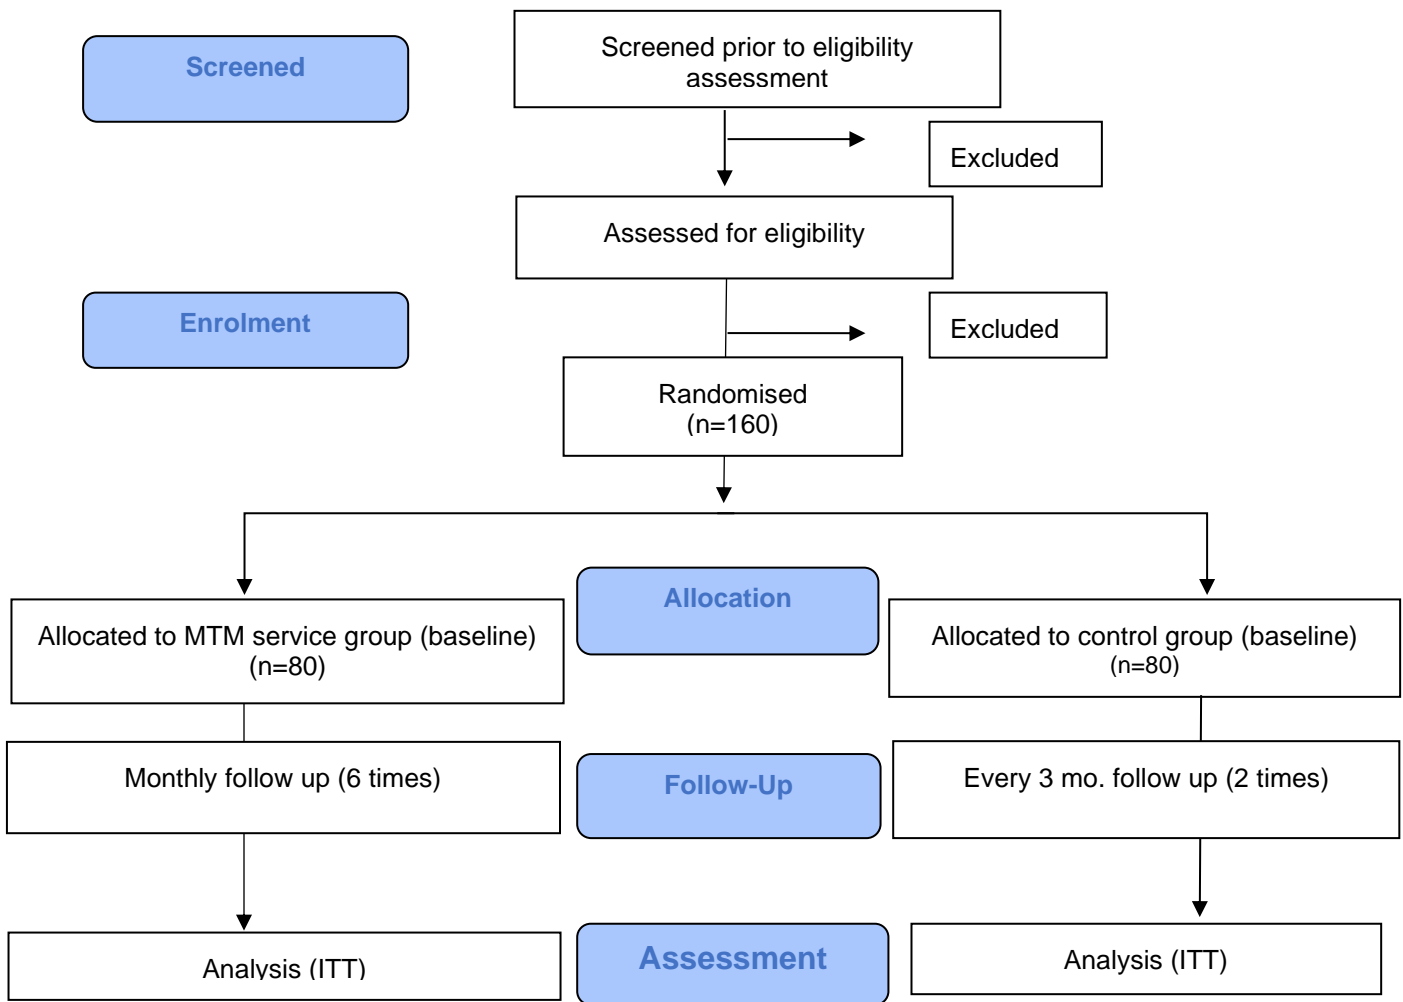 Screened
Screened prior to eligibility
assessment
Excluded
Assessed for eligibility
Enrolment
Excluded
Randomised
(n=160)
Allocation
Allocated to MTM service group (baseline)
(n=80)
Allocated to control group (baseline)
(n=80)
Monthly follow up (6 times)
Follow-Up
Every 3 mo. follow up (2 times)
Analysis (ITT)
Assessment
Analysis (ITT)